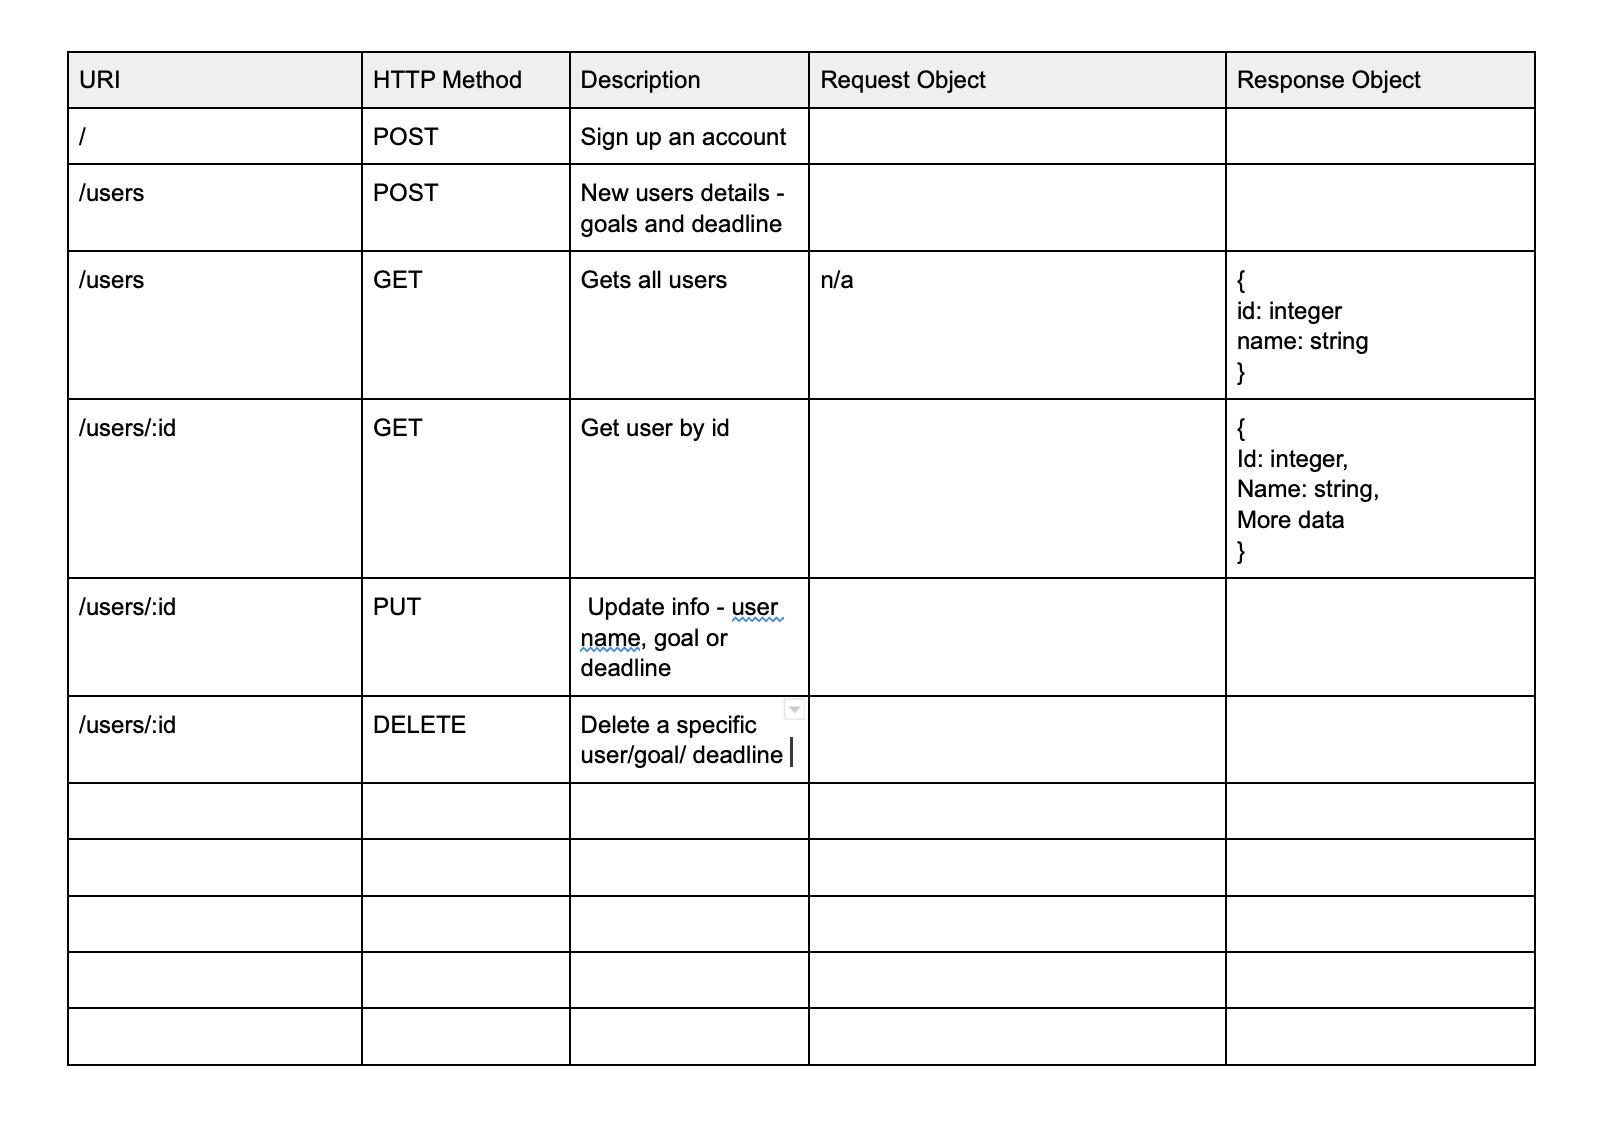 URI HTTP Method Description Request Object Response Object
/ POST Sign up an account
/users POST New users details -
goals and deadline
/users GET Gets all users n/a {
id: integer
name: string
}
/users/:id GET Get user by id {
Id: integer,
Name: string,
More data
}
/users/:id PUT Update info - user
name, goal or
deadline
/users/:id DELETE Delete a specific
user/goal/ deadline